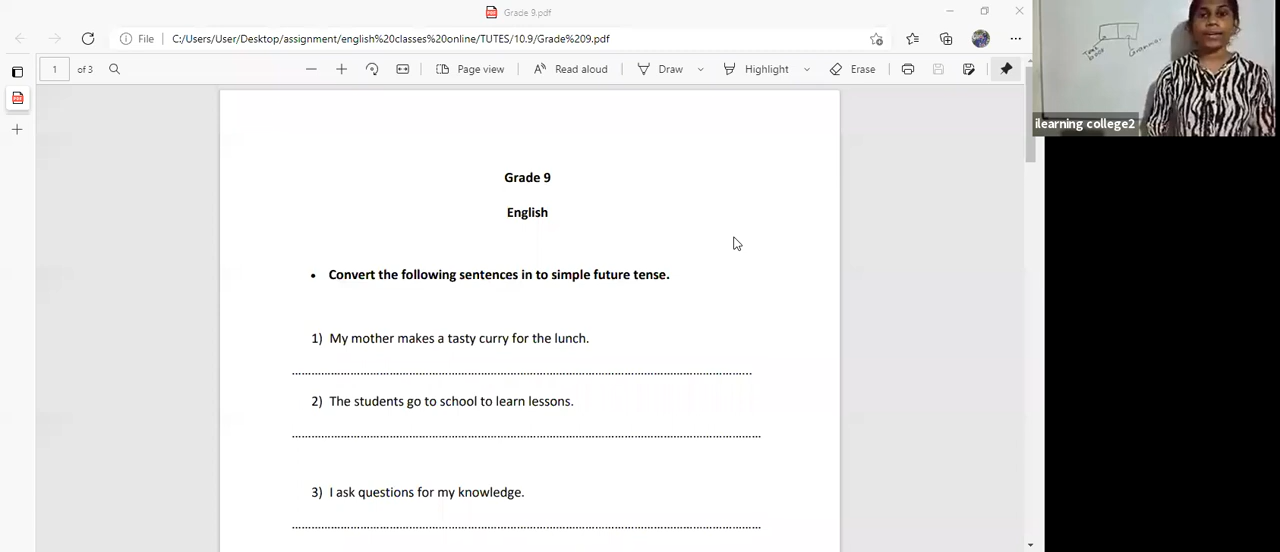 Grade 9.pdf
File C:/Users/User/Desktop/assignment/english%20classes%20online/TUTES/10.9/Grade%209.pdf
1 of 3 Page view Read aloud Draw Highlight Erase
ilearning college2
Grade 9
English
• Convert the following sentences in to simple future tense.
1) My mother makes a tasty curry for the lunch.
2) The students go to school to learn lessons.
3) I ask questions for my knowledge.